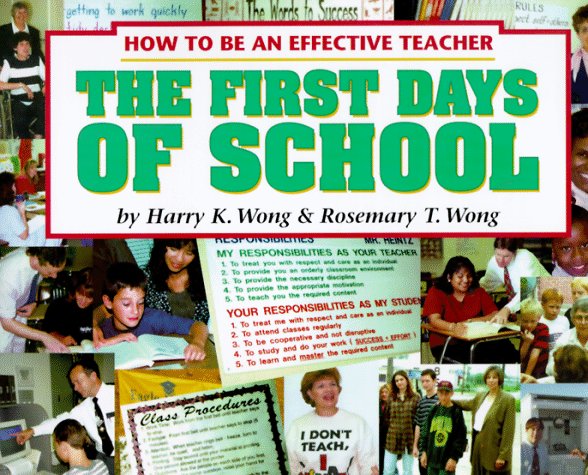 getting to work quickly
The Words to Success
RULES
HOW TO BE AN EFFECTIVE TEACHER
THE FIRST DAYS
OF SCHOOL
by Harry K. Wong & Rosemary T. Wong
RESPONSIBILITIES MR. HEINTZ
MY RESPONSIBILITIES AS YOUR TEACHER
1. To treat you with respect and care as an individual
2. To provide you an orderly classroom environment
3. To provide the necessary discipline
4. To provide the appropriate motivation
5. To teach you the required content
YOUR RESPONSIBILITIES AS MY STUDE
1. To treat me with respect and care as an individual
2. To attend classes regularly
3. To be cooperative and not disruptive
4. To study and do your work ( SUCCESS = EFFORT )
5. To learn and master the required content
Class Procedures
I DON'T
TEACH,